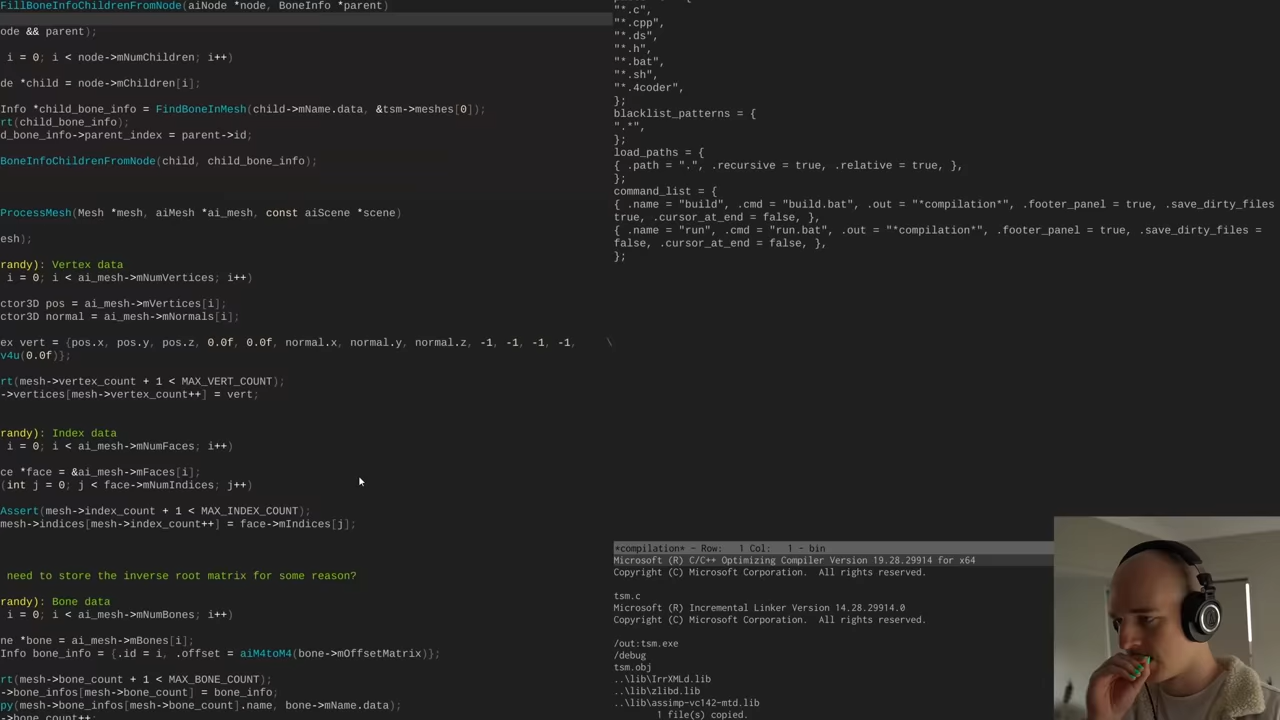 FillBoneInfoChildrenFromNode(aiNode *node, BoneInfo *parent)
ode && parent);
i = 0; i < node->mNumChildren; i++)
de *child = node->mChildren[i];
Info *child_bone_info = FindBoneInMesh(child->mName.data, &tsm->meshes[0]);
rt(child_bone_info);
d_bone_info->parent_index = parent->id;
BoneInfoChildrenFromNode(child, child_bone_info);
ProcessMesh(Mesh *mesh, aiMesh *ai_mesh, const aiScene *scene)
esh);
randy): Vertex data
i = 0; i < ai_mesh->mNumVertices; i++)
ctor3D pos = ai_mesh->mVertices[i];
ctor3D normal = ai_mesh->mNormals[i];
ex vert = {pos.x, pos.y, pos.z, 0.0f, 0.0f, normal.x, normal.y, normal.z, -1, -1, -1, -1, \
v4u(0.0f)};
rt(mesh->vertex_count + 1 < MAX_VERT_COUNT);
->vertices[mesh->vertex_count++] = vert;
randy): Index data
i = 0; i < ai_mesh->mNumFaces; i++)
ce *face = &ai_mesh->mFaces[i];
(int j = 0; j < face->mNumIndices; j++)
Assert(mesh->index_count + 1 < MAX_INDEX_COUNT);
mesh->indices[mesh->index_count++] = face->mIndices[j];
need to store the inverse root matrix for some reason?
randy): Bone data
i = 0; i < ai_mesh->mNumBones; i++)
ne *bone = ai_mesh->mBones[i];
Info bone_info = {.id = i, .offset = aiM4toM4(bone->mOffsetMatrix)};
rt(mesh->bone_count + 1 < MAX_BONE_COUNT);
->bone_infos[mesh->bone_count] = bone_info;
py(mesh->bone_infos[mesh->bone_count].name, bone->mName.data);
->bone_count++;
"*.c",
"*.cpp",
"*.ds",
"*.h",
"*.bat",
"*.sh",
"*.4coder",
};
blacklist_patterns = {
".*",
};
load_paths = {
{ .path = ".", .recursive = true, .relative = true, },
};
command_list = {
{ .name = "build", .cmd = "build.bat", .out = "*compilation*", .footer_panel = true, .save_dirty_files
true, .cursor_at_end = false, },
{ .name = "run", .cmd = "run.bat", .out = "*compilation*", .footer_panel = true, .save_dirty_files =
false, .cursor_at_end = false, },
};
*compilation* - Row: 1 Col: 1 - bin
Microsoft (R) C/C++ Optimizing Compiler Version 19.28.29914 for x64
Copyright (C) Microsoft Corporation. All rights reserved.
tsm.c
Microsoft (R) Incremental Linker Version 14.28.29914.0
Copyright (C) Microsoft Corporation. All rights reserved.
/out:tsm.exe
/debug
tsm.obj
..\lib\IrrXMLd.lib
..\lib\zlibd.lib
..\lib\assimp-vc142-mtd.lib
1 file(s) copied.